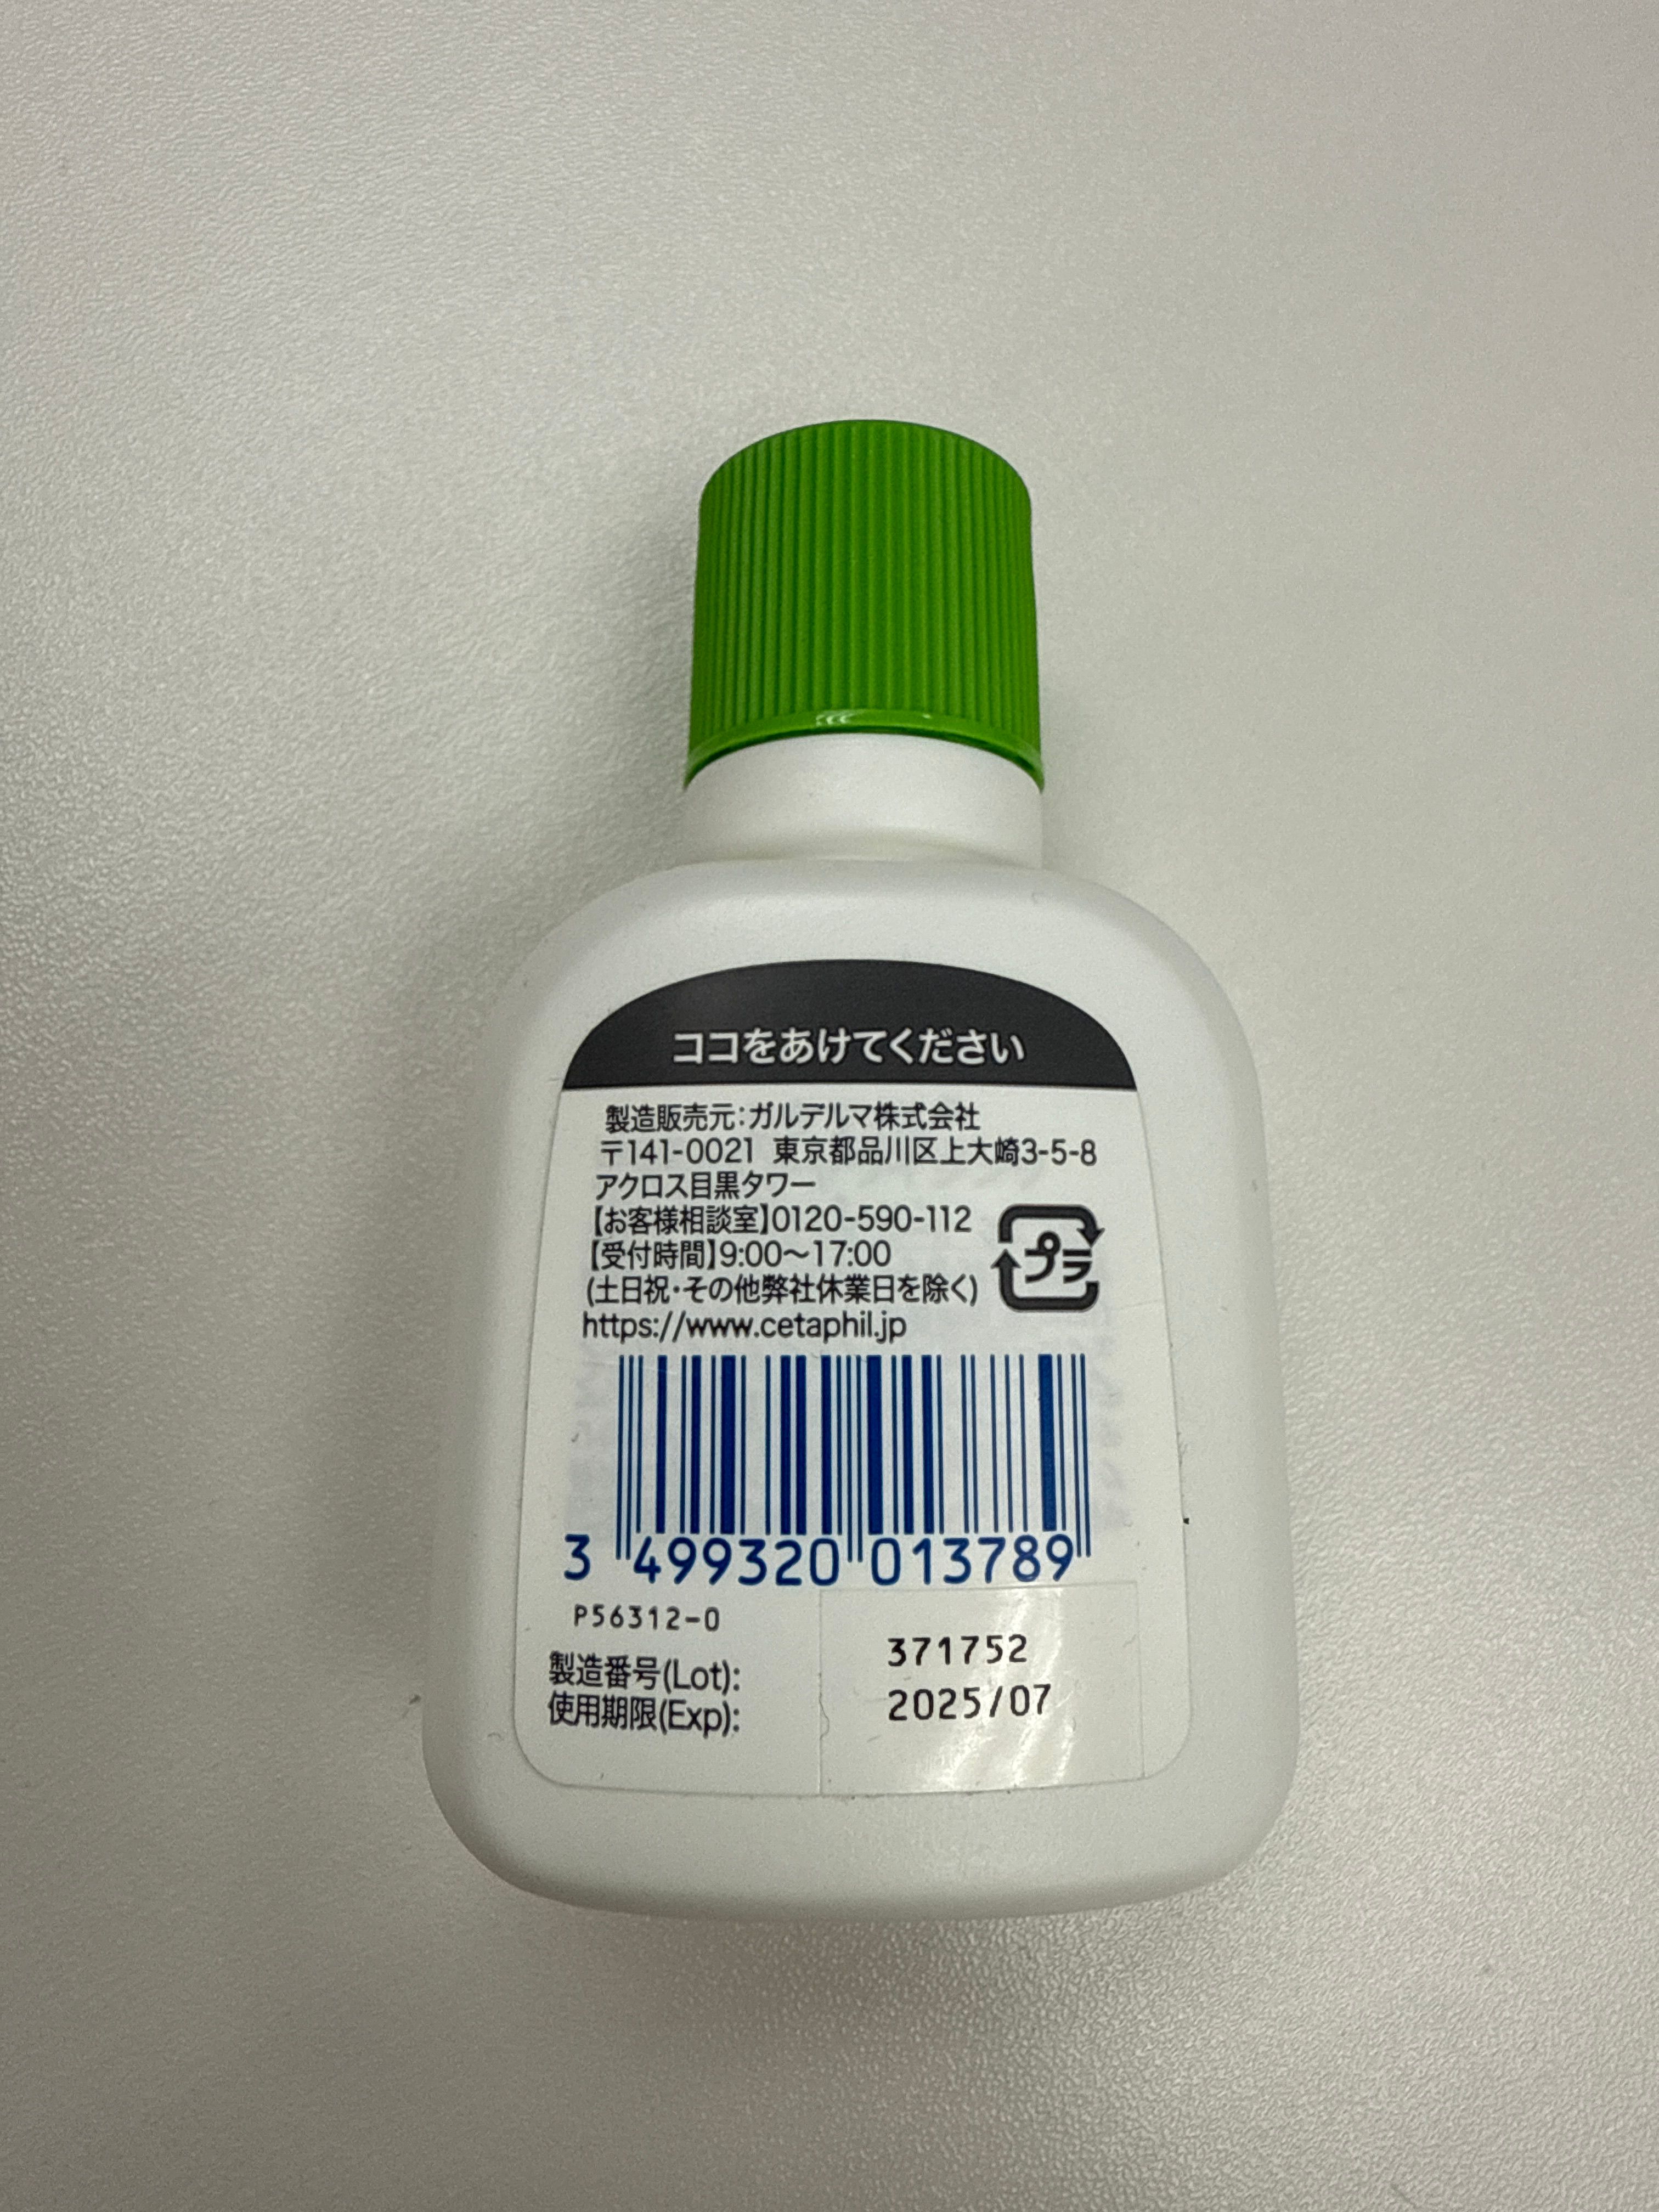 ココをあけてください
製造販売元:ガルデルマ株式会社
〒141-0021 東京都品川区上大崎3-5-8
アクロス目黒タワー
【お客様相談室】0120-590-112
【受付時間】9:00〜17:00
(土日祝・その他弊社休業日を除く)
https://www.cetaphil.jp
プラ
3 499320 013789
P56312-0
製造番号(Lot): 371752
使用期限(Exp): 2025/07